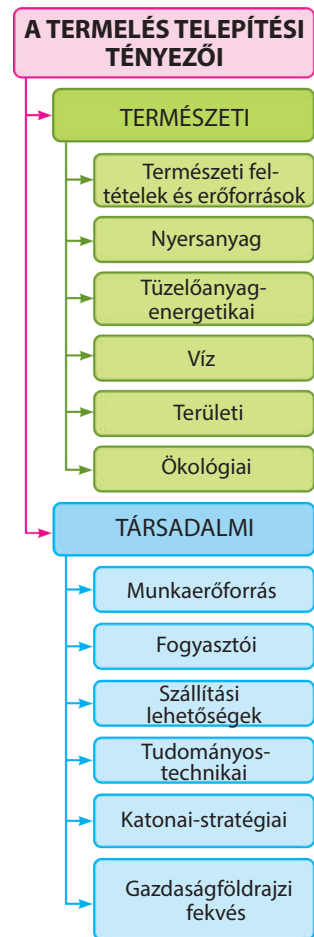 A TERMELÉS TELEPÍTÉSI
TÉNYEZŐI
TERMÉSZETI
Természeti fel-
tételek és erőforrások
Nyersanyag
Tüzelőanyag-
energetikai
Víz
Területi
Ökológiai
TÁRSADALMI
Munkaerőforrás
Fogyasztói
Szállítási
lehetőségek
Tudományos-
technikai
Katonai-stratégiai
Gazdaságföldrajzi
fekvés